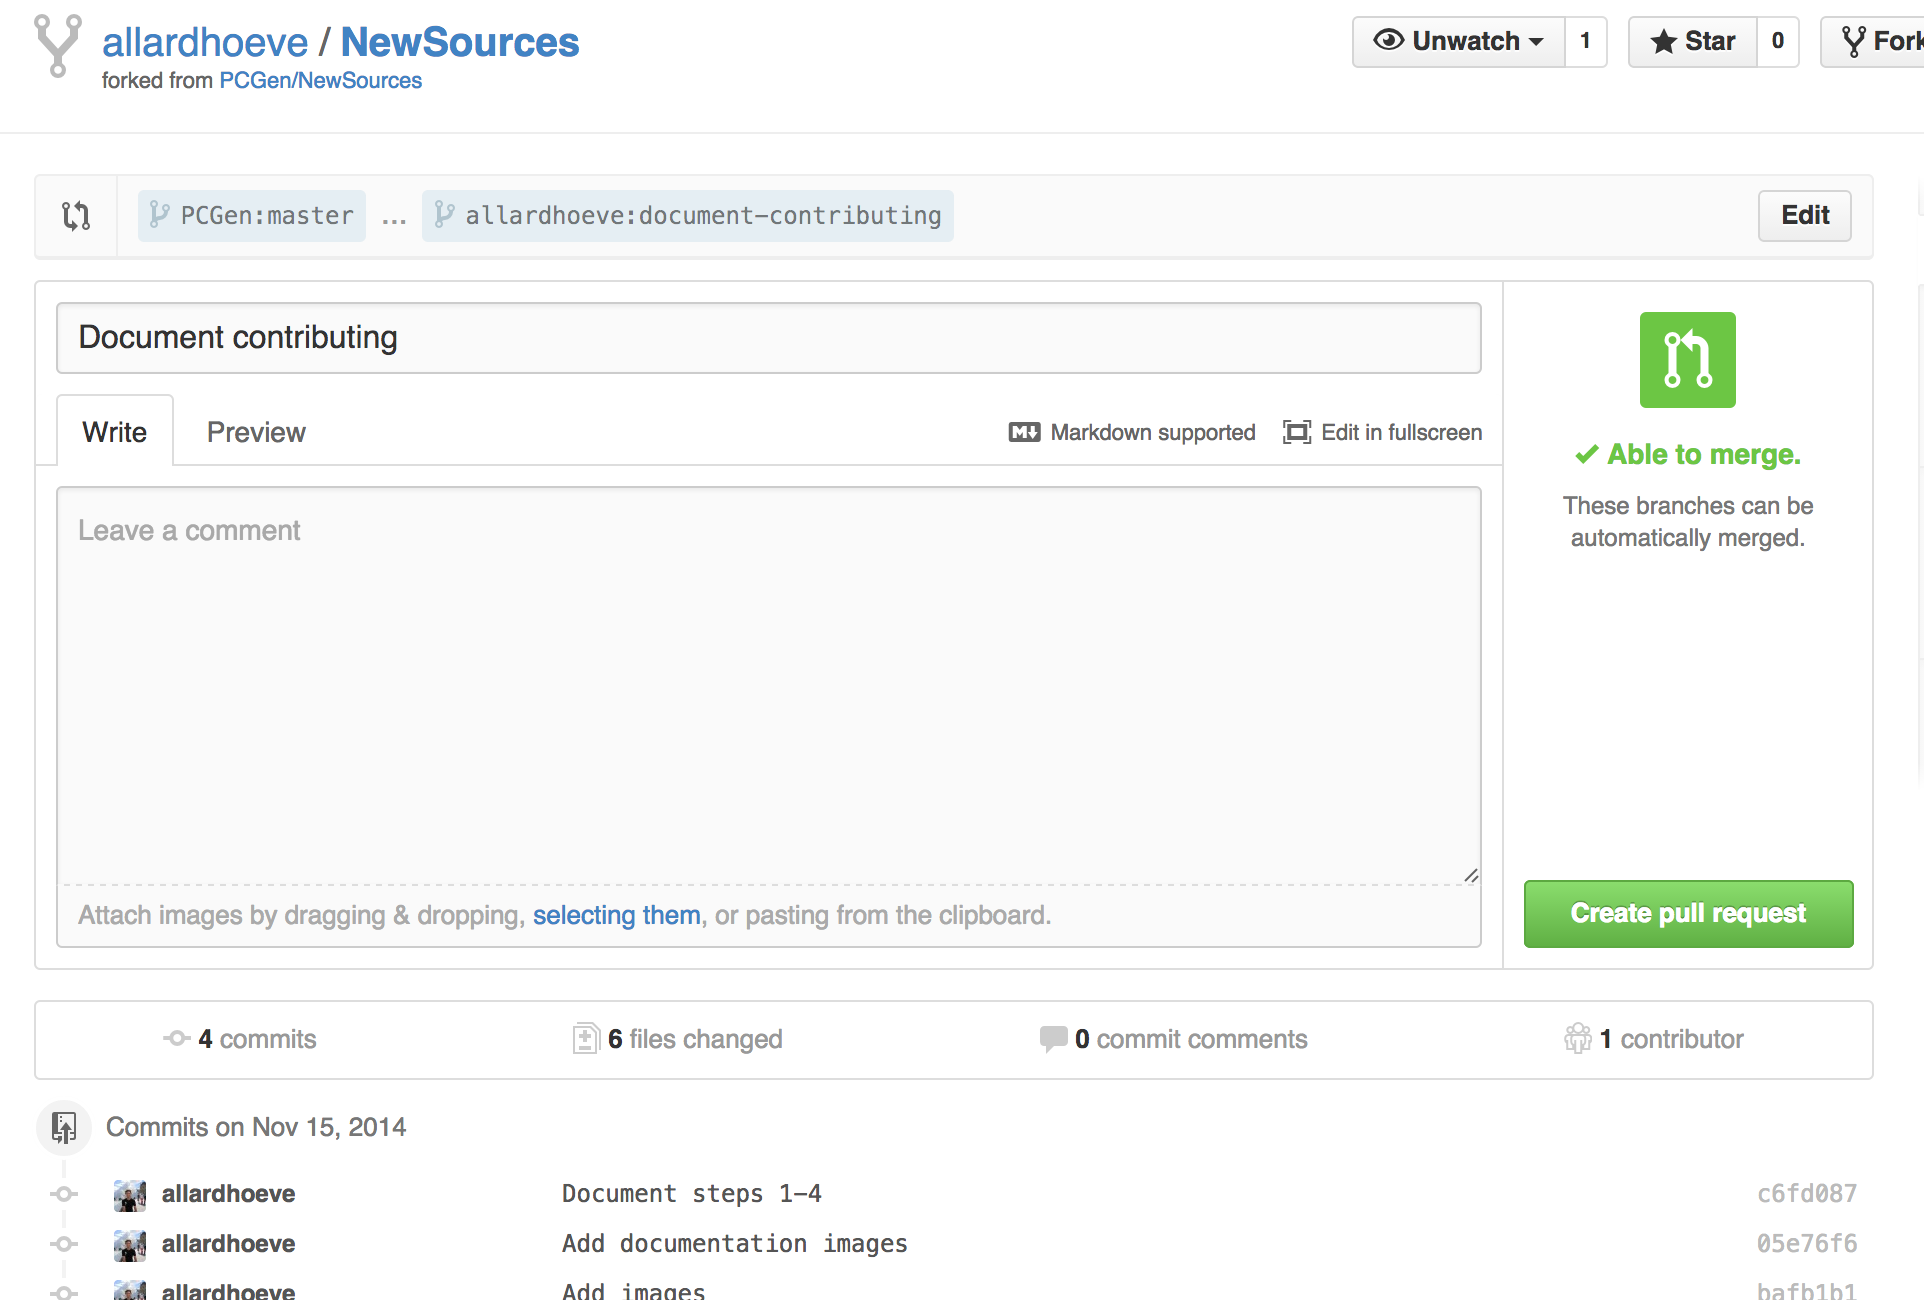 allardhoeve / NewSources
forked from PCGen/NewSources
Unwatch 1
Star 0
Fork
PCGen:master ... allardhoeve:document-contributing
Edit
Document contributing
Write Preview Markdown supported Edit in fullscreen
Leave a comment
Attach images by dragging & dropping, selecting them, or pasting from the clipboard.
Able to merge.
These branches can be
automatically merged.
Create pull request
4 commits 6 files changed 0 commit comments 1 contributor
Commits on Nov 15, 2014
allardhoeve Document steps 1-4 c6fd087
allardhoeve Add documentation images 05e76f6
allardhoeve Add images bafb1b1